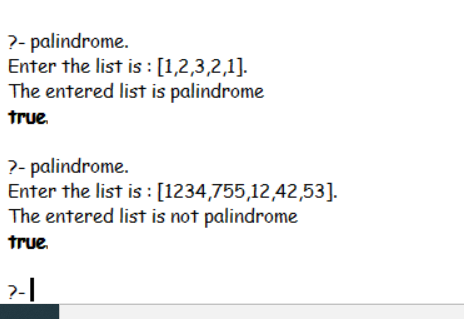 ?- palindrome.
Enter the list is : [1,2,3,2,1].
The entered list is palindrome
true.
?- palindrome.
Enter the list is : [1234,755,12,42,53].
The entered list is not palindrome
true.
?-